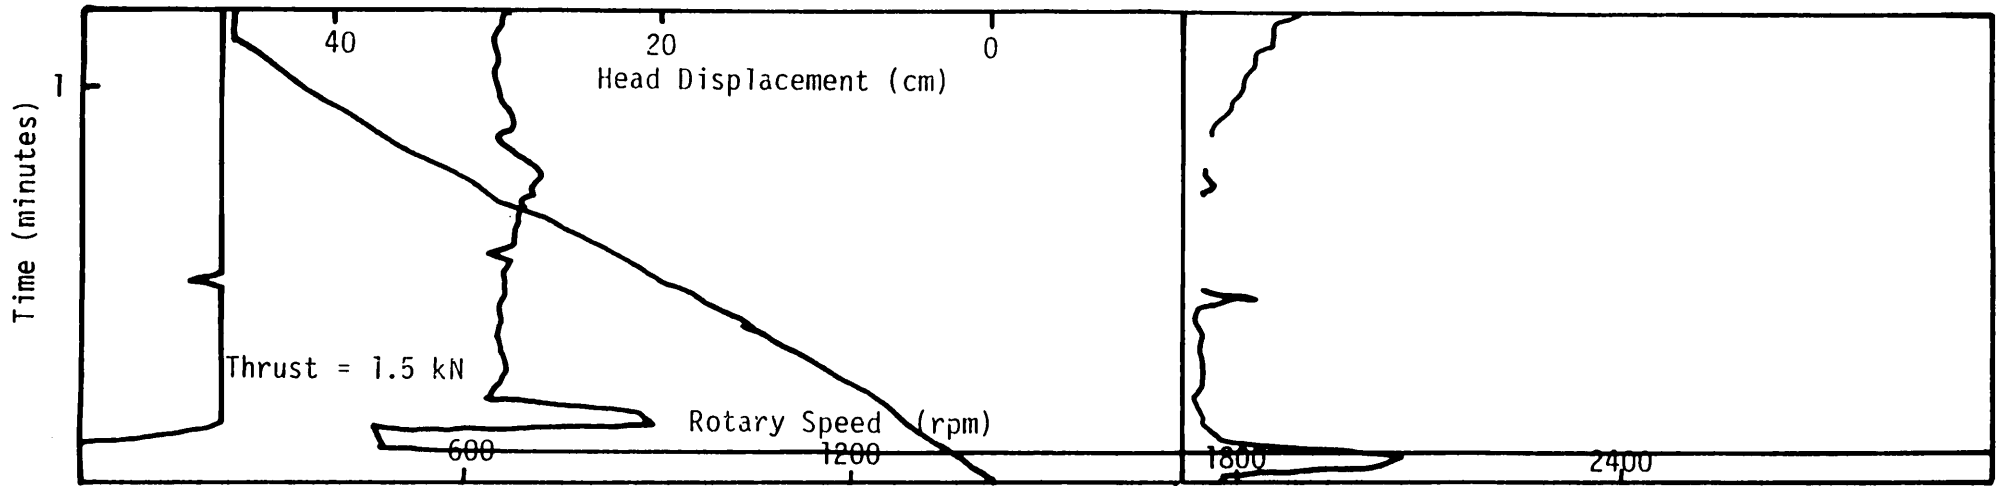 40 20 0
Head Displacement (cm)
1
Time (minutes)
Thrust = 1.5 kN
Rotary Speed (rpm)
600 1200 1800 2400